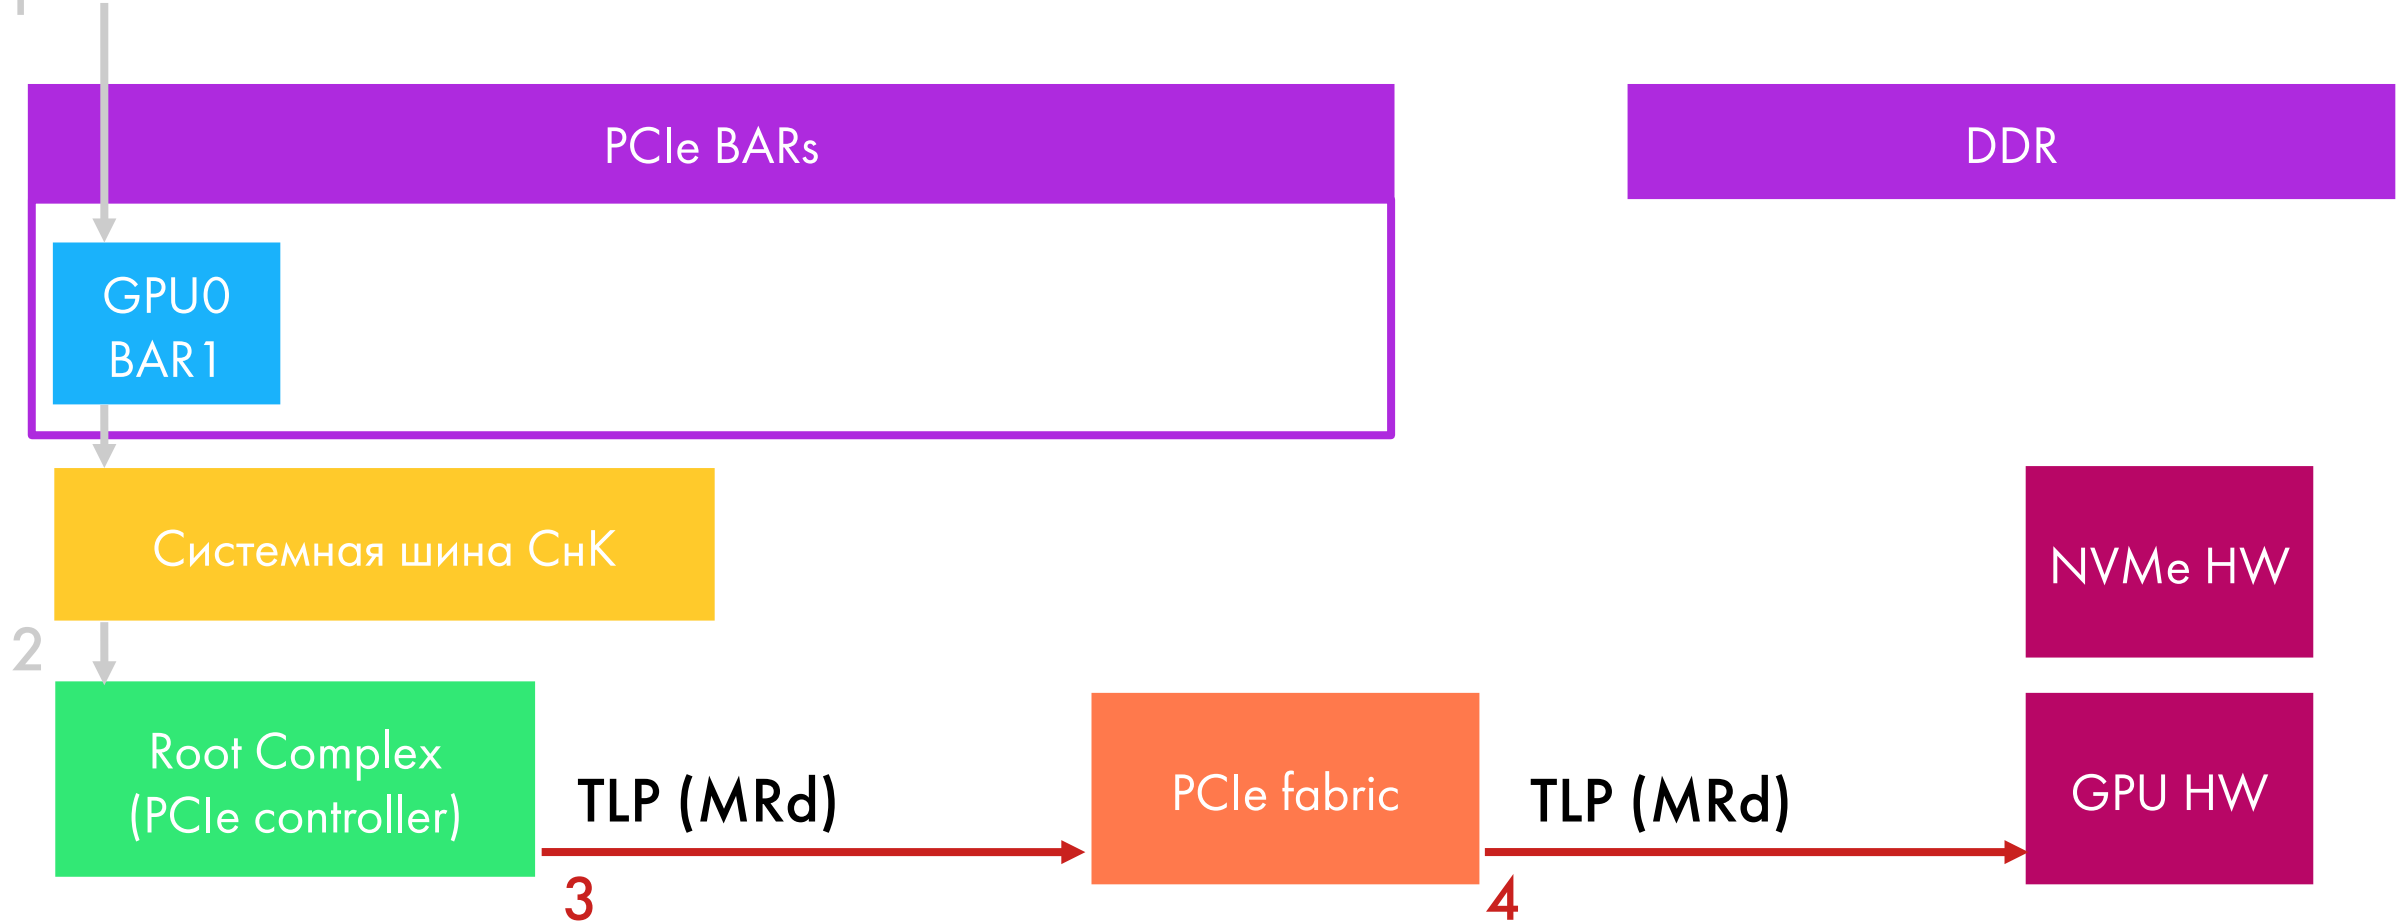 PCIe BARs
DDR
GPU0
BAR1
Системная шина СнК
NVMe HW
2
Root Complex
(PCIe controller)
TLP (MRd)
PCIe fabric
TLP (MRd)
GPU HW
3
4